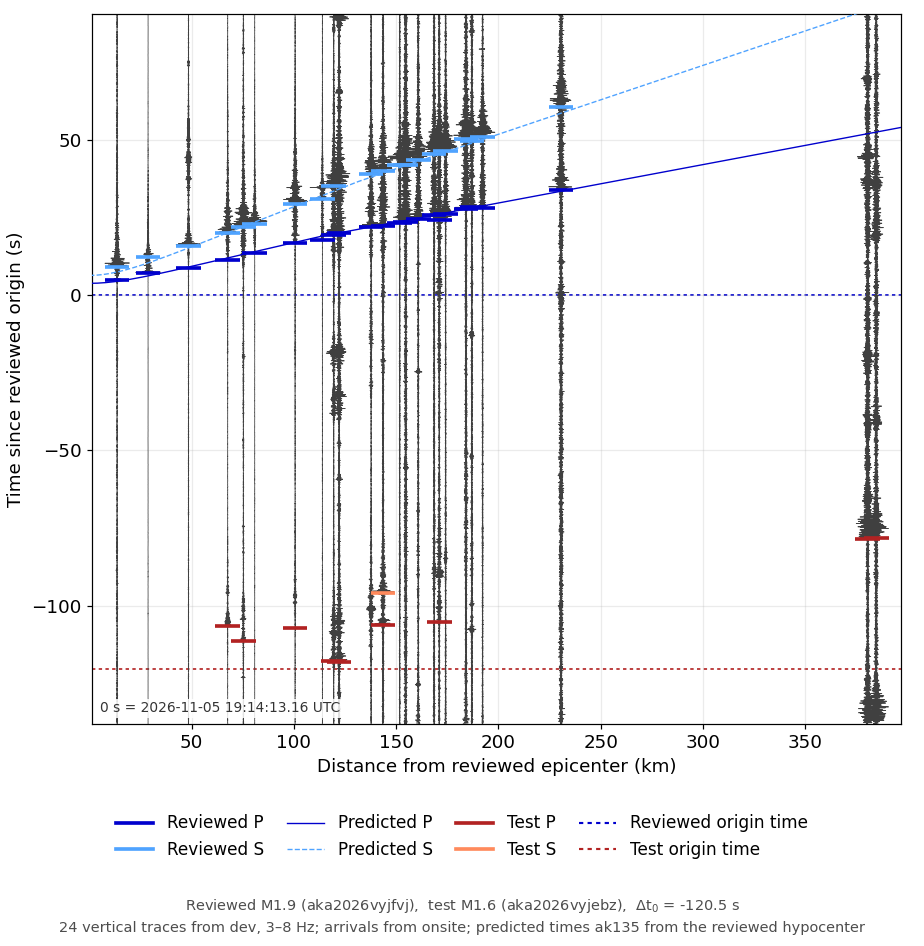 50
0
−50
−100
Time since reviewed origin (s)
0 s = 2026-11-05 19:14:13.16 UTC
50 100 150 200 250 300 350
Distance from reviewed epicenter (km)
Reviewed P Predicted P Test P Reviewed origin time
Reviewed S Predicted S Test S Test origin time
Reviewed M1.9 (aka2026vyjfvj), test M1.6 (aka2026vyjebz), Δt₀ = -120.5 s
24 vertical traces from dev, 3–8 Hz; arrivals from onsite; predicted times ak135 from the reviewed hypocenter